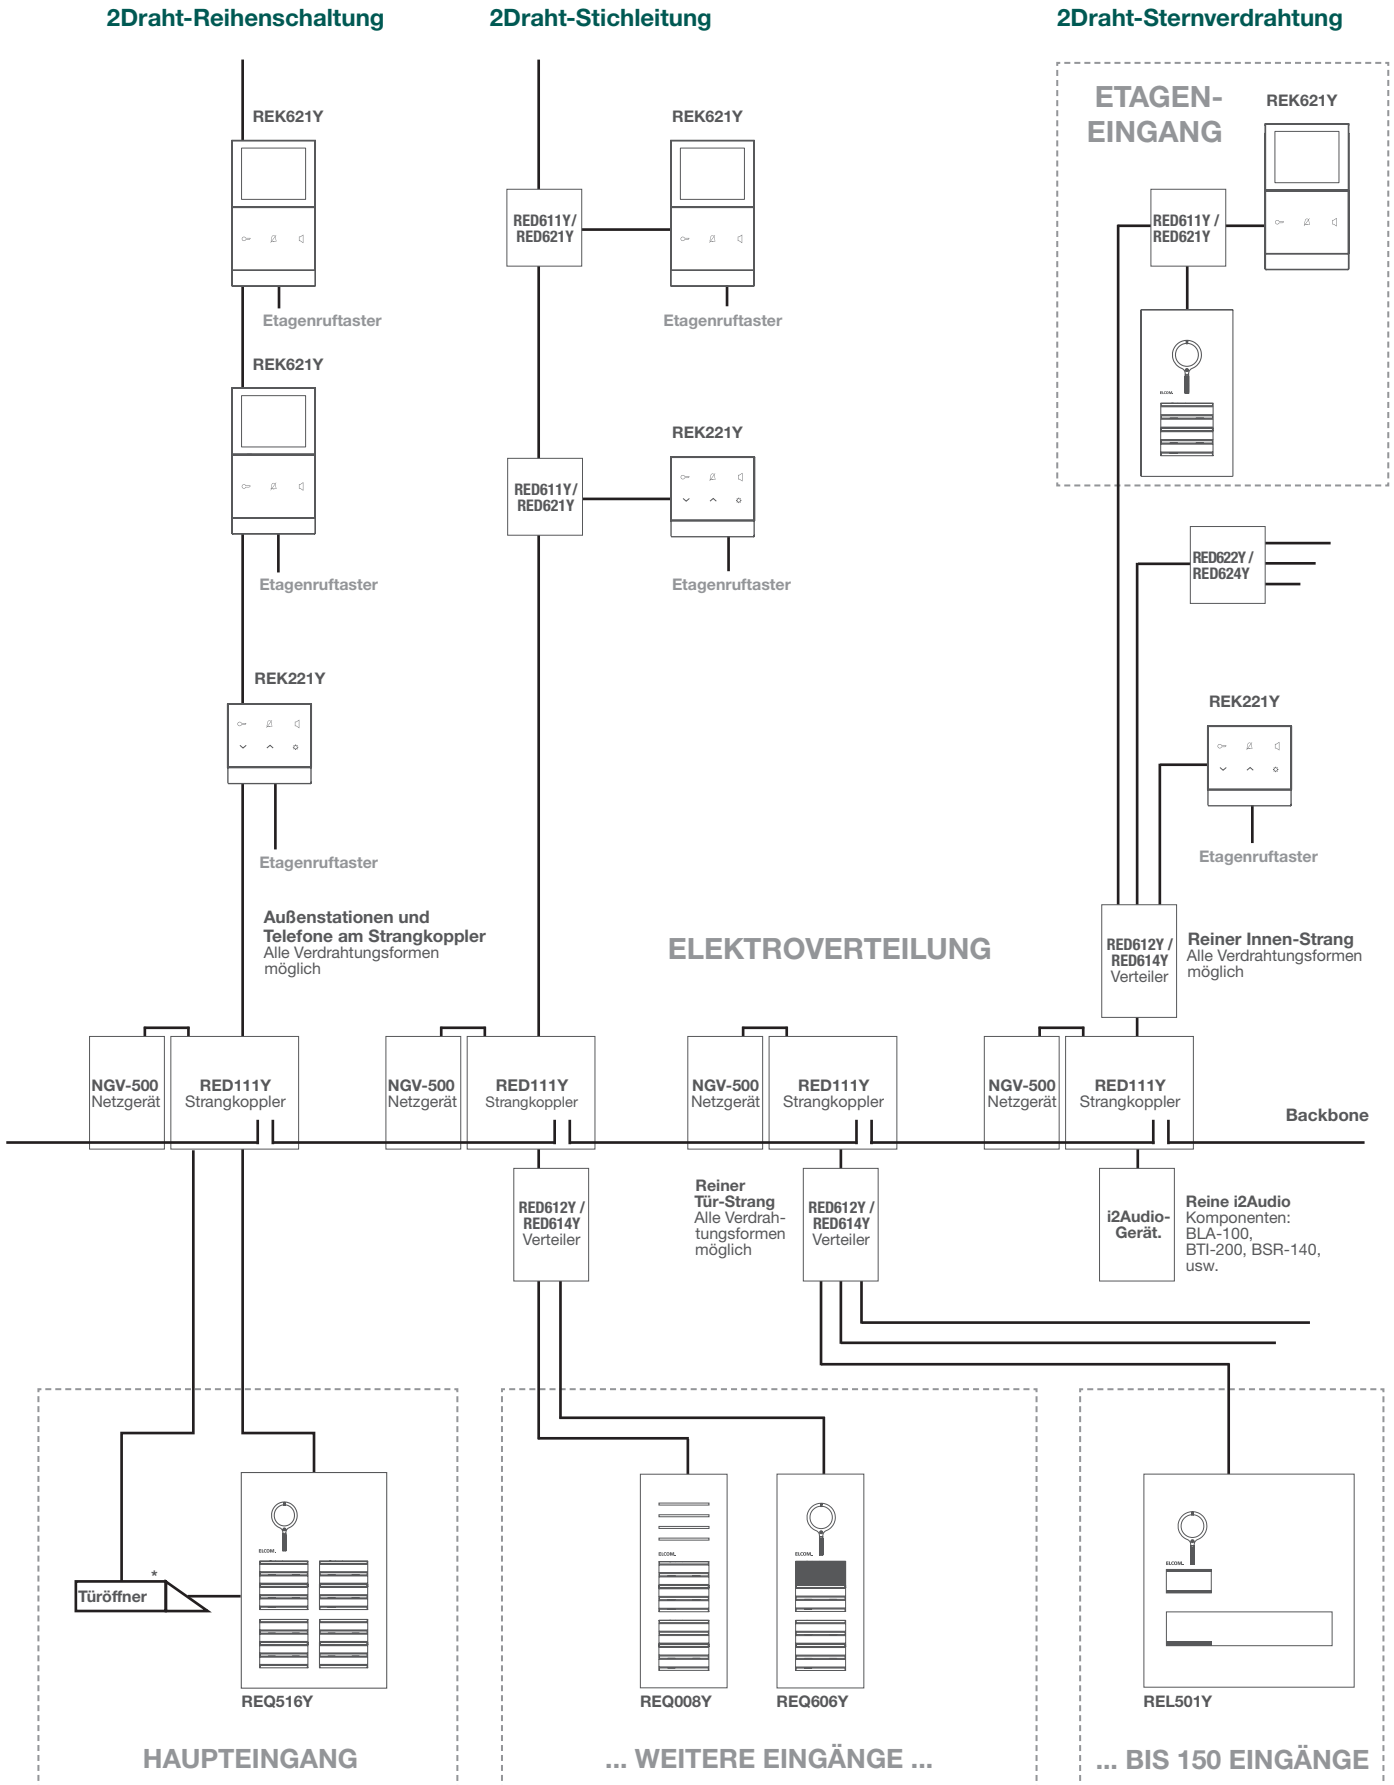 2Draht-Reihenschaltung
2Draht-Stichleitung
2Draht-Sternverdrahtung
REK621Y
Etagenruftaster
REK621Y
Etagenruftaster
REK221Y
Etagenruftaster
Außenstationen und
Telefone am Strangkoppler
Alle Verdrahtungsformen
möglich
REK621Y
RED611Y/
RED621Y
Etagenruftaster
REK221Y
RED611Y/
RED621Y
Etagenruftaster
ETAGEN-
EINGANG
REK621Y
RED611Y /
RED621Y
ELCOM.
RED622Y /
RED624Y
REK221Y
Etagenruftaster
ELEKTROVERTEILUNG
RED612Y /
RED614Y
Verteiler
Reiner Innen-Strang
Alle Verdrahtungsformen
möglich
NGV-500
Netzgerät
RED111Y
Strangkoppler
NGV-500
Netzgerät
RED111Y
Strangkoppler
NGV-500
Netzgerät
RED111Y
Strangkoppler
NGV-500
Netzgerät
RED111Y
Strangkoppler
Backbone
RED612Y /
RED614Y
Verteiler
Reiner
Tür-Strang
Alle Verdrah-
tungsformen
möglich
RED612Y /
RED614Y
Verteiler
i2Audio-
Gerät.
Reine i2Audio
Komponenten:
BLA-100,
BTI-200, BSR-140,
usw.
*
Türöffner
ELCOM.
REQ516Y
HAUPTEINGANG
ELCOM.
REQ008Y
ELCOM.
REQ606Y
... WEITERE EINGÄNGE ...
ELCOM.
REL501Y
... BIS 150 EINGÄNGE